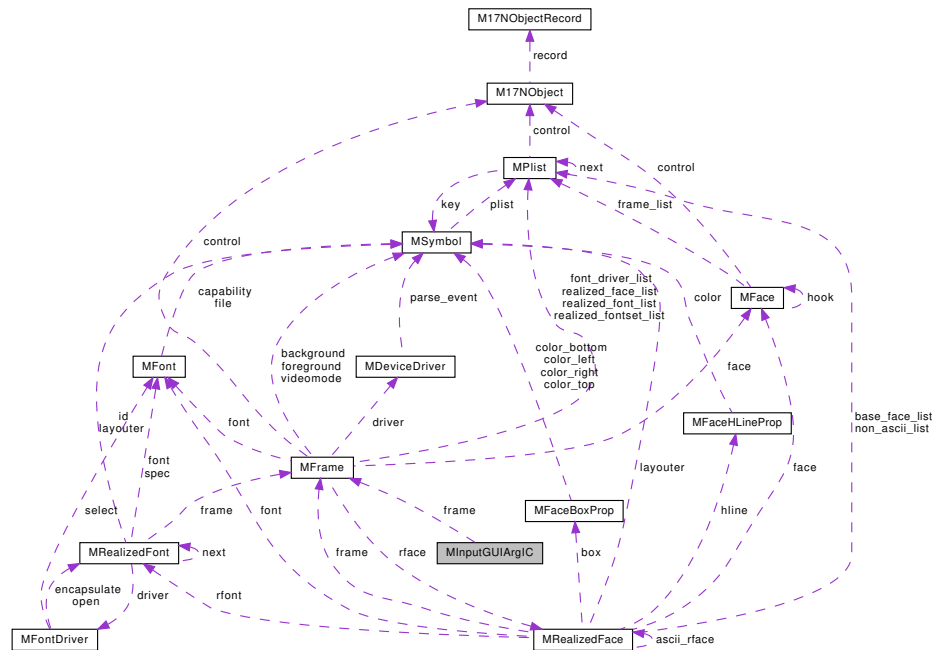 M17NObjectRecord
record
M17NObject
control
MPlist
next
control
key
plist
frame_list
control
MSymbol
capability
file
parse_event
font_driver_list
realized_face_list
realized_font_list
realized_fontset_list
color
MFace
hook
MFont
background
foreground
videomode
MDeviceDriver
color_bottom
color_left
color_right
color_top
face
id
layouter
font
driver
MFaceHLineProp
base_face_list
non_ascii_list
font
spec
MFrame
layouter
face
select
frame
font
frame
MFaceBoxProp
hline
MRealizedFont
next
frame
rface
MInputGUIArgIC
box
encapsulate
open
driver
rfont
MFontDriver
MRealizedFace
ascii_rface